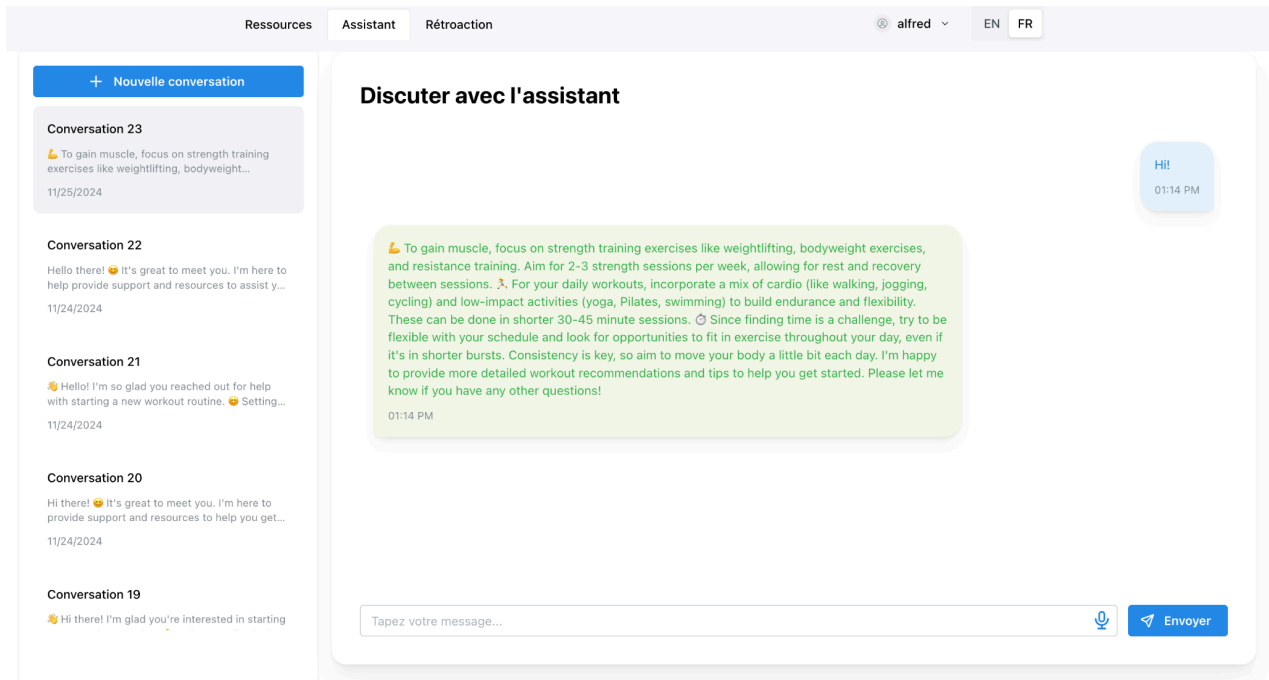 Ressources
Assistant
Rétroaction
alfred
EN
FR
Nouvelle conversation
Conversation 23
💪 To gain muscle, focus on strength training
exercises like weightlifting, bodyweight...
11/25/2024
Conversation 22
Hello there! 😊 It's great to meet you. I'm here to
help provide support and resources to assist y...
11/24/2024
Conversation 21
👋 Hello! I'm so glad you reached out for help
with starting a new workout routine. 😊 Setting...
11/24/2024
Conversation 20
Hi there! 😊 It's great to meet you. I'm here to
provide support and resources to help you get...
11/24/2024
Conversation 19
👋 Hi there! I'm glad you're interested in starting
Discuter avec l'assistant
Hi!
01:14 PM
💪 To gain muscle, focus on strength training exercises like weightlifting, bodyweight exercises,
and resistance training. Aim for 2-3 strength sessions per week, allowing for rest and recovery
between sessions. 🏃 For your daily workouts, incorporate a mix of cardio (like walking, jogging,
cycling) and low-impact activities (yoga, Pilates, swimming) to build endurance and flexibility.
These can be done in shorter 30-45 minute sessions. ⏱️ Since finding time is a challenge, try to be
flexible with your schedule and look for opportunities to fit in exercise throughout your day, even if
it's in shorter bursts. Consistency is key, so aim to move your body a little bit each day. I'm happy
to provide more detailed workout recommendations and tips to help you get started. Please let me
know if you have any other questions!
01:14 PM
Tapez votre message...
Envoyer